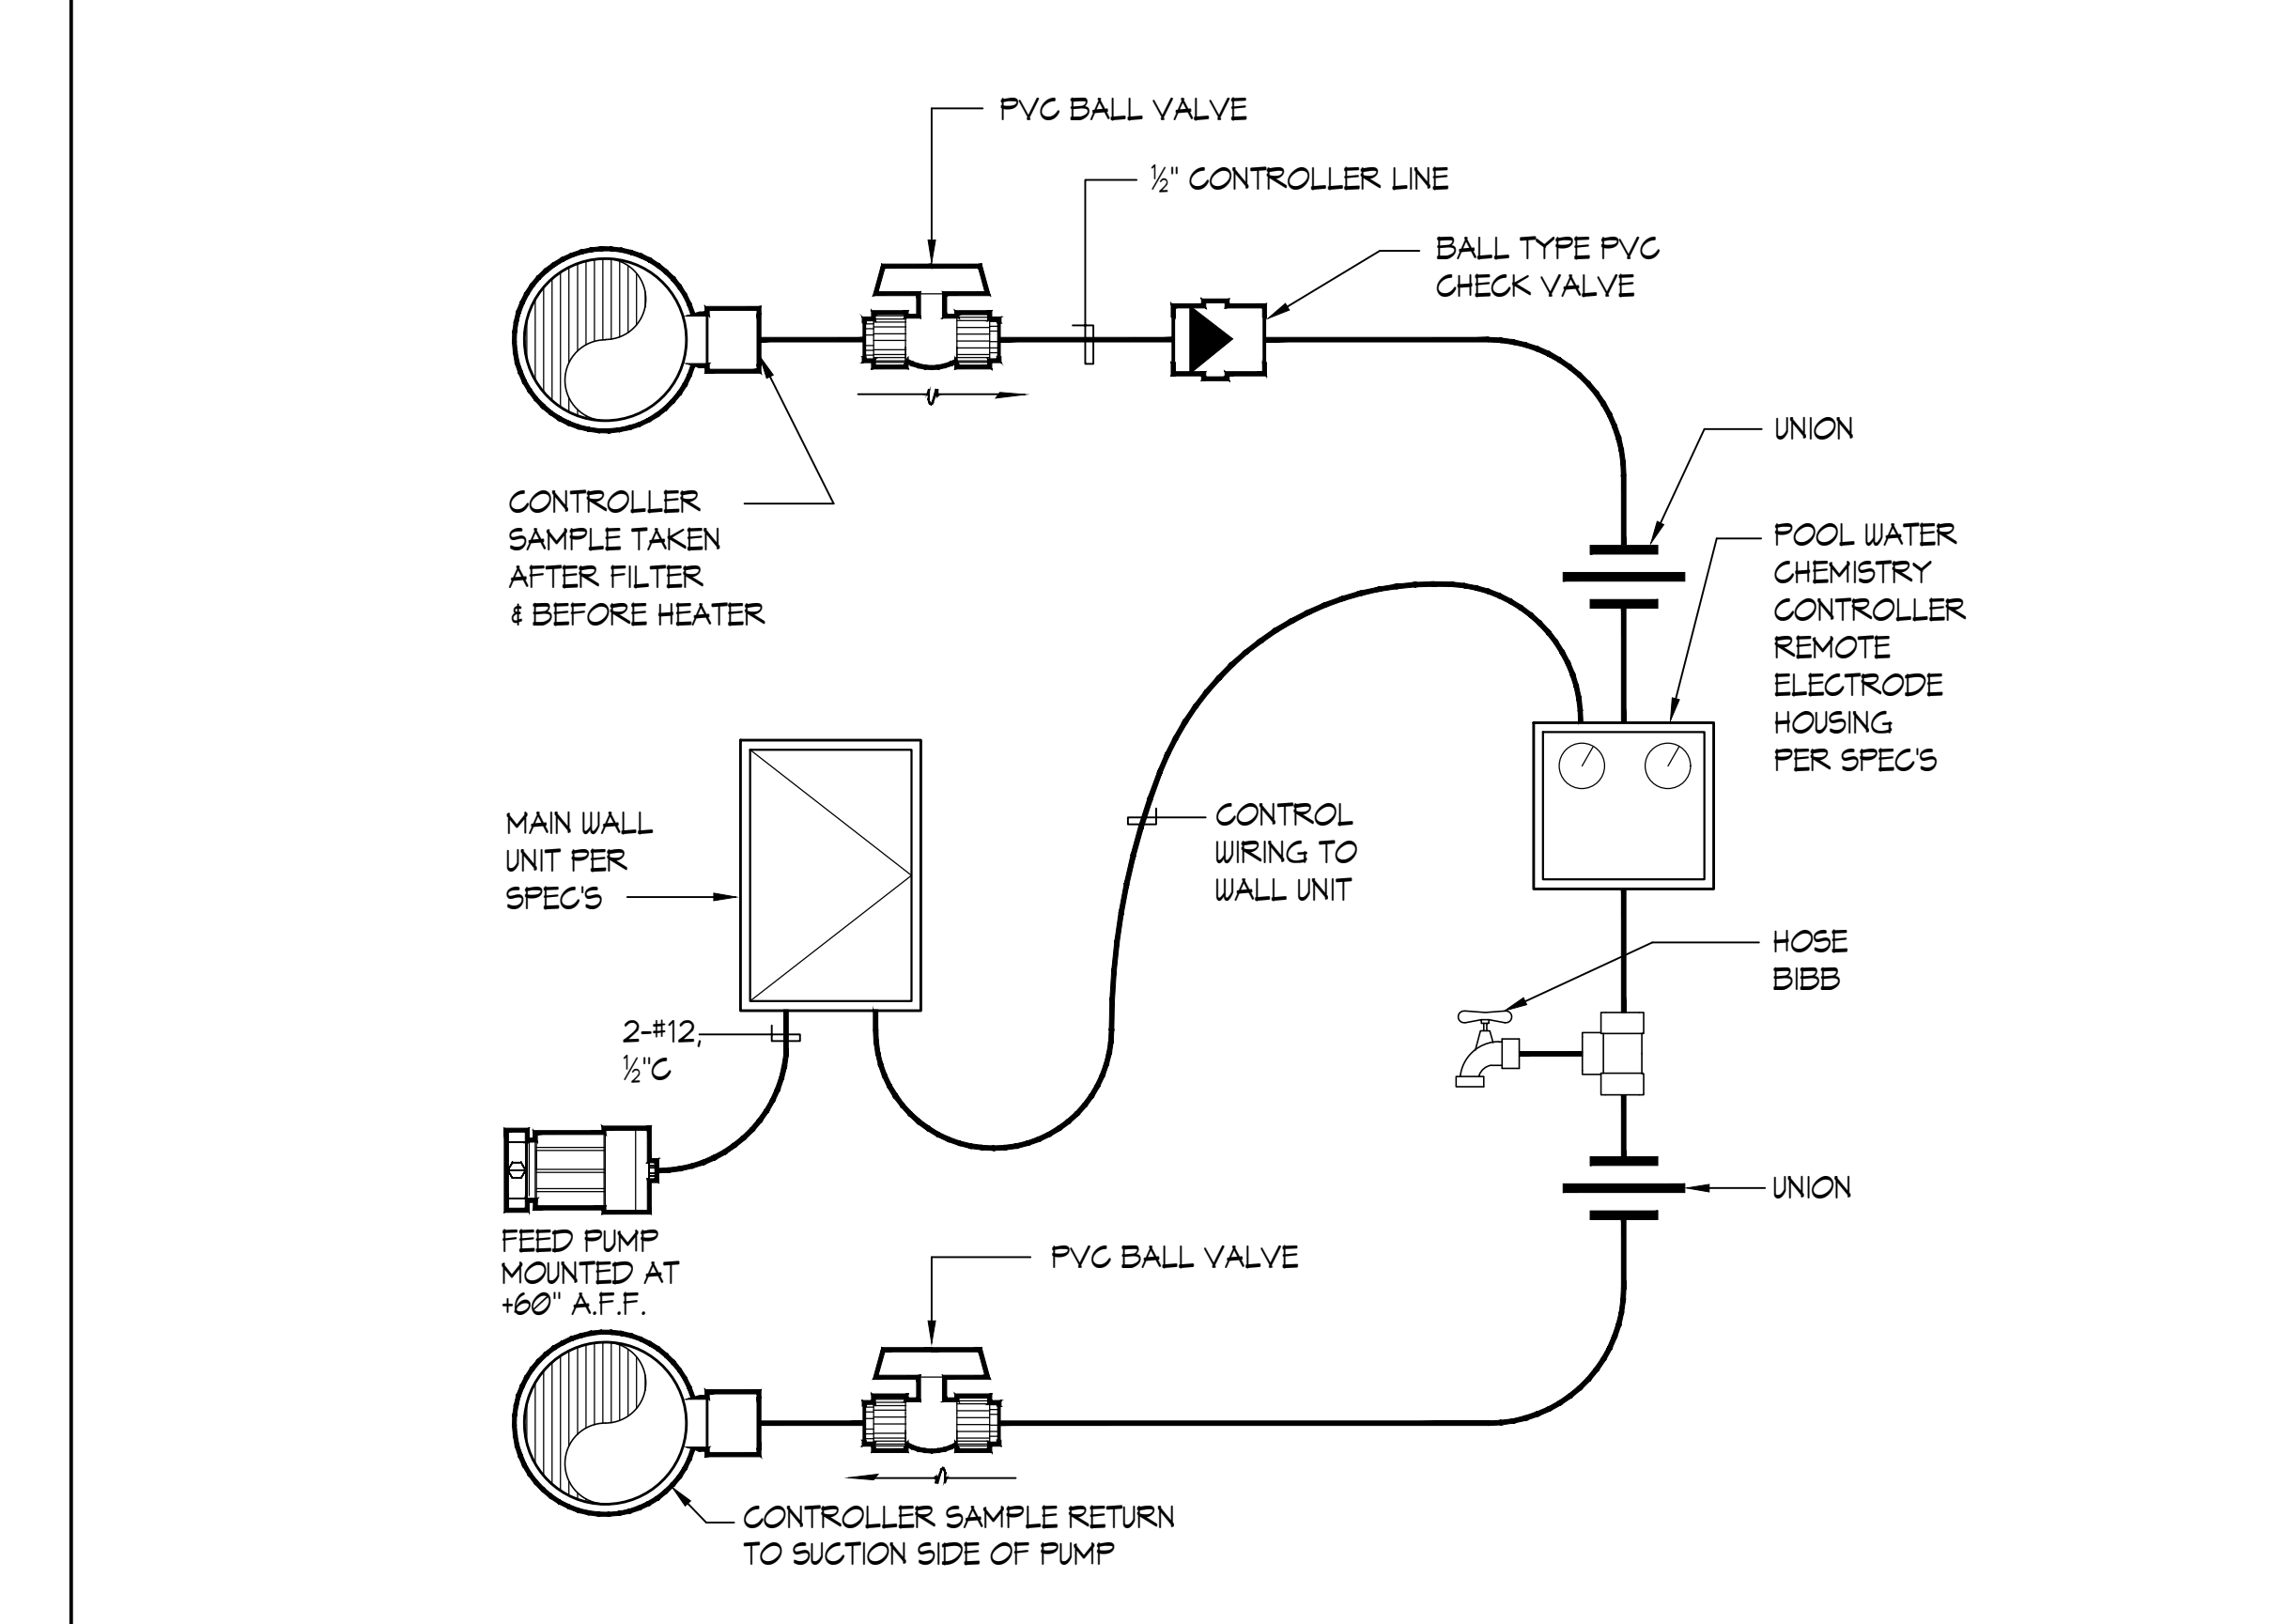 PVC BALL VALVE
½" CONTROLLER LINE
BALL TYPE PVC
CHECK VALVE
UNION
CONTROLLER
SAMPLE TAKEN
AFTER FILTER
& BEFORE HEATER
POOL WATER
CHEMISTRY
CONTROLLER
REMOTE
ELECTRODE
HOUSING
PER SPEC'S
MAIN WALL
UNIT PER
SPEC'S
CONTROL
WIRING TO
WALL UNIT
HOSE
BIBB
2-#12,
½"C
UNION
FEED PUMP
MOUNTED AT
+60" A.F.F.
PVC BALL VALVE
CONTROLLER SAMPLE RETURN
TO SUCTION SIDE OF PUMP